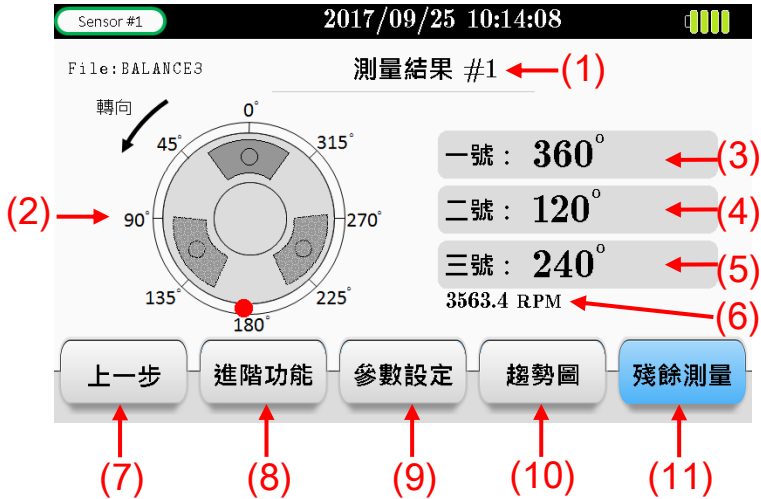 Sensor #1
2017/09/25 10:14:08
File:BALANCE3
測量結果 #1
(1)
轉向
0°
45°
315°
(2)
90°
270°
135°
225°
180°
一號： 360°
(3)
二號： 120°
(4)
三號： 240°
(5)
3563.4 RPM
(6)
上一步
進階功能
參數設定
趨勢圖
殘餘測量
(7)
(8)
(9)
(10)
(11)